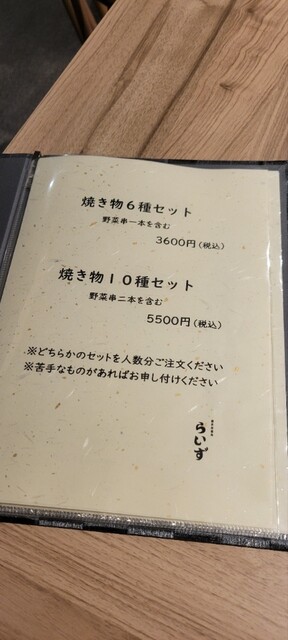 焼き物６種セット
野菜串一本を含む
3600円（税込）
焼き物１０種セット
野菜串二本を含む
5500円（税込）
※どちらかのセットを人数分ご注文ください
※苦手なものがあればお申し付けください
らいず